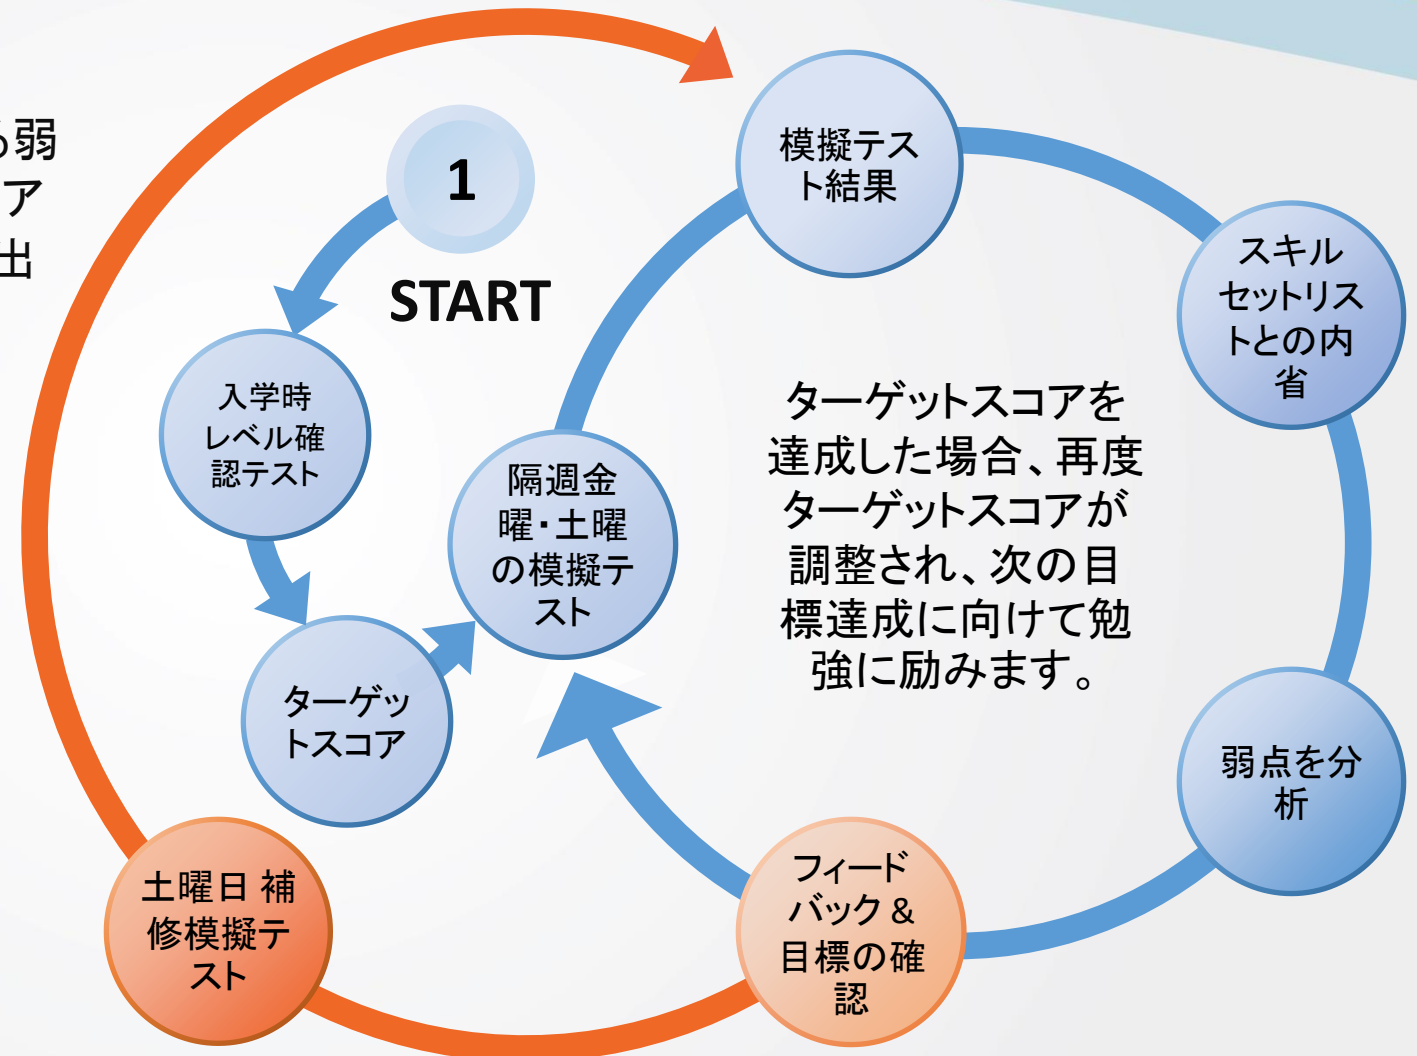 る弱
ア
出
1
START
入学時
レベル確
認テスト
ターゲッ
トスコア
隔週金
曜・土曜
の模擬テ
スト
模擬テス
ト結果
スキル
セットリス
トとの内
省
弱点を分
析
フィード
バック &
目標の確
認
土曜日 補
修模擬テ
スト
ターゲットスコアを
達成した場合、再度
ターゲットスコアが
調整され、次の目
標達成に向けて勉
強に励みます。